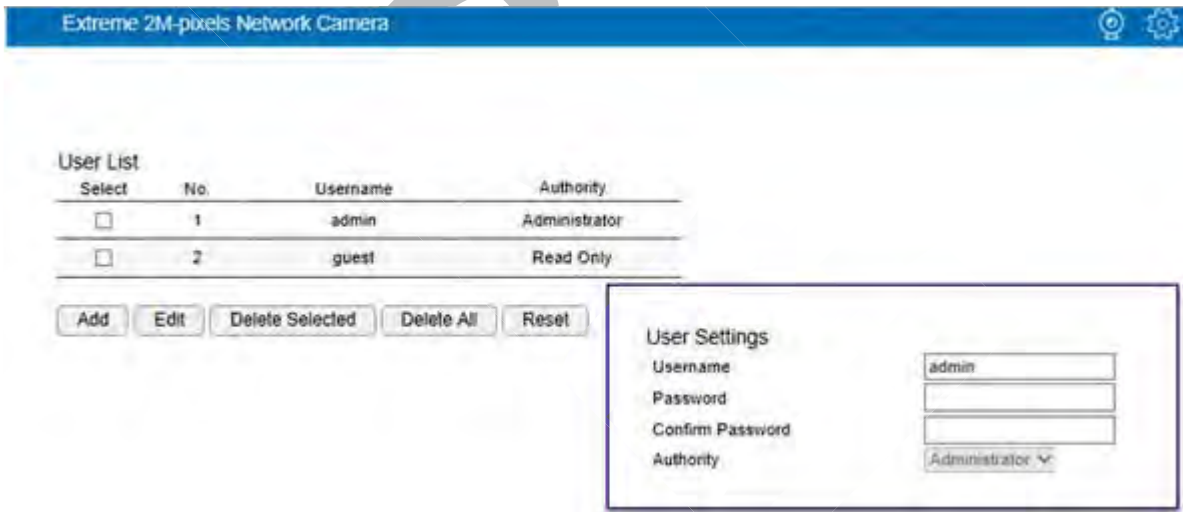 Extreme 2M-pixels Network Camera
User List
Select No. Username Authority
1 admin Administrator
2 guest Read Only
Add Edit Delete Selected Delete All Reset
User Settings
Username admin
Password
Confirm Password
Authority Administrator